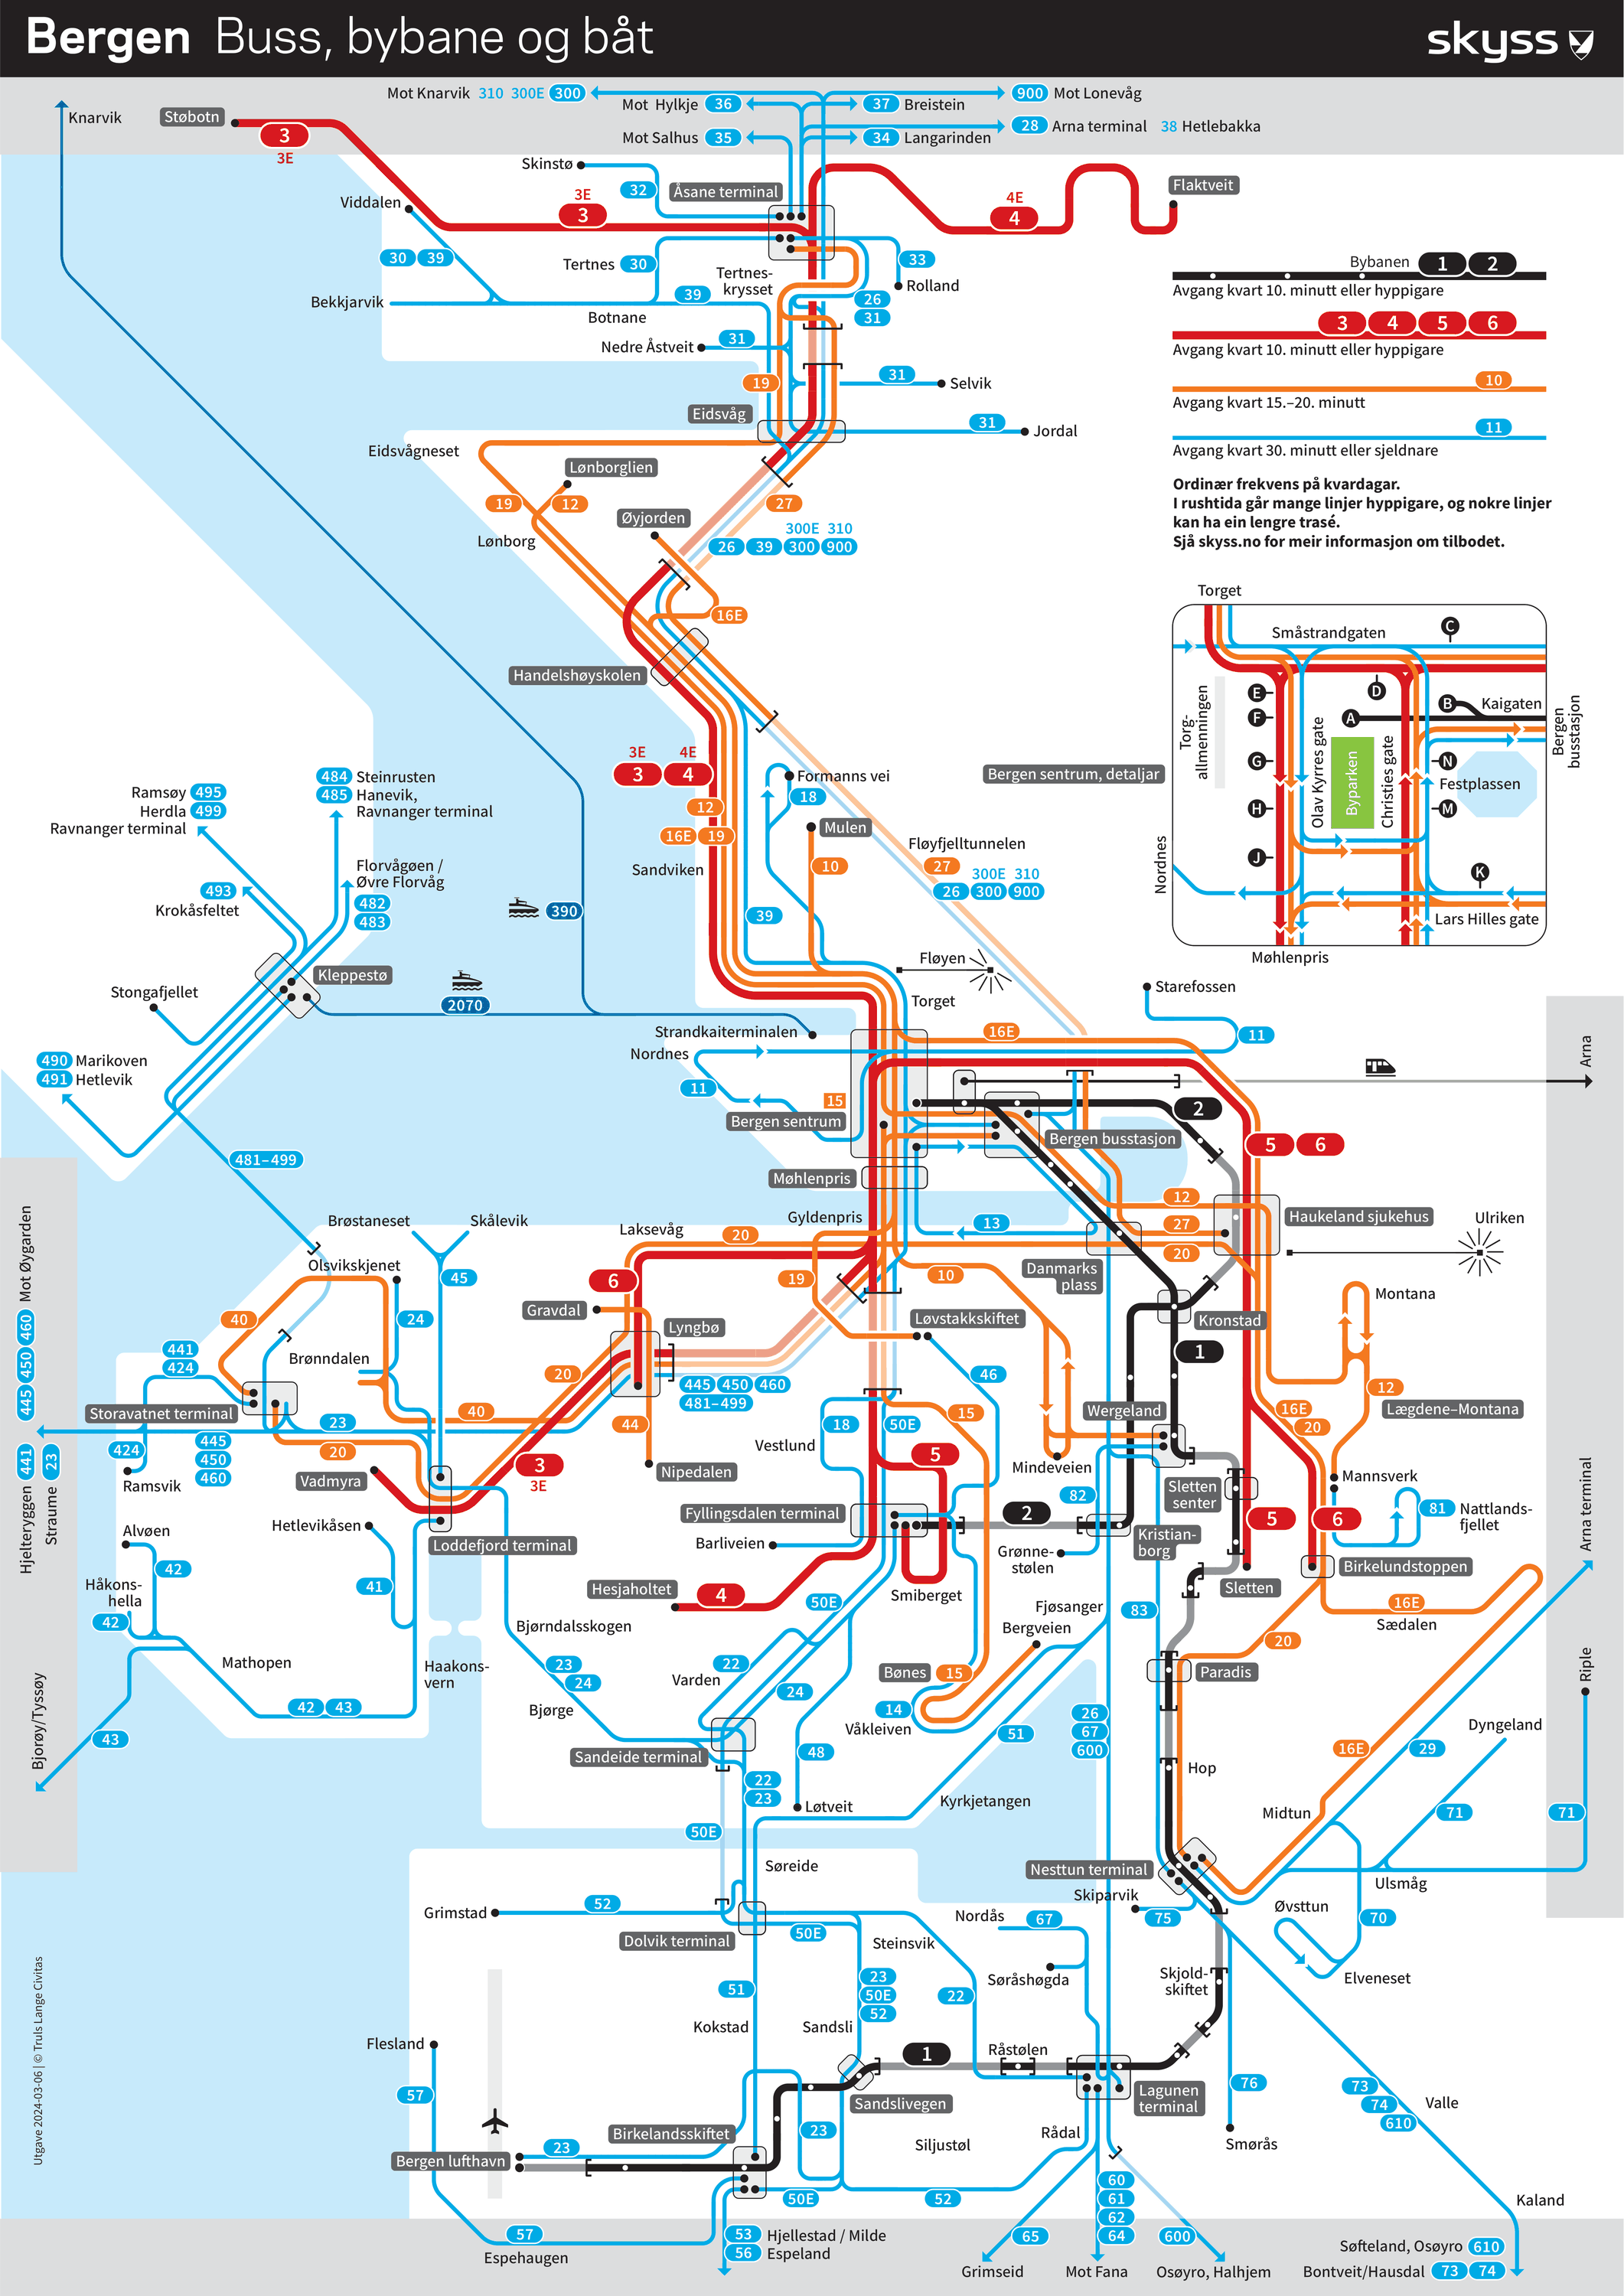 Bergen Buss, bybane og båt
skyss
Knarvik
Støbotn
3
3E
Mot Knarvik 310 300E 300
900 Mot Lonevåg
Mot Hylkje 36
37 Breistein
28 Arna terminal 38 Hetlebakka
Mot Salhus 35
34 Langarinden
Skinstø
32
Åsane terminal
3E
3
4E
4
Flaktveit
Viddalen
30 39
Tertnes 30
Tertnes-
krysset
33
Rolland
Bekkjarvik
39
26
31
Botnane
Nedre Åstveit
31
19
31
Selvik
Eidsvåg
31
Jordal
Bybanen 1 2
Avgang kvart 10. minutt eller hyppigare
3 4 5 6
Avgang kvart 10. minutt eller hyppigare
10
Avgang kvart 15.–20. minutt
11
Avgang kvart 30. minutt eller sjeldnare
Ordinær frekvens på kvardagar.
I rushtida går mange linjer hyppigare, og nokre linjer
kan ha ein lengre trasé.
Sjå skyss.no for meir informasjon om tilbodet.
Eidsvågneset
Lønborglien
19
12
27
Øyjorden
Lønborg
300E 310
26 39 300 900
16E
Handelshøyskolen
Torget
Småstrandgaten
C
E
D
F
B
Kaigaten
A
Torg-
allmenningen
Olav Kyrres gate
Byparken
Christies gate
Bergen
busstasjon
G
N
Festplassen
H
M
J
K
Nordnes
Lars Hilles gate
Møhlenpris
Bergen sentrum, detaljar
3E 4E
3 4
12
16E 19
Sandviken
Formanns vei
18
Mulen
10
Fløyfjelltunnelen
27
300E 310
26 300 900
39
484 Steinrusten
485 Hanevik,
Ravnanger terminal
Ramsøy 495
Herdla 499
Ravnanger terminal
Florvågøen /
Øvre Florvåg
482
483
493
Krokåsfeltet
390
Kleppestø
Stongafjellet
2070
490 Marikoven
491 Hetlevik
481–499
Fløyen
Torget
Starefossen
Strandkaiterminalen
16E
11
Nordnes
11
15
Bergen sentrum
Arna
2
Bergen busstasjon
5 6
Møhlenpris
12
27
13
20
Haukeland sjukehus
Ulriken
Gyldenpris
Laksevåg
20
Danmarks
plass
Brøstaneset
Skålevik
Olsvikskjenet
45
6
19
10
Kronstad
Montana
Mot Øygarden
445 450 460
40
24
Gravdal
Lyngbø
Løvstakkskiftet
1
441
424
Brønndalen
20
445 450 460
481–499
46
12
Lægdene–Montana
Storavatnet terminal
23
40
44
18
50E
15
Wergeland
16E
20
Hjelteryggen 441
Straume 23
424
445
450
460
20
Vestlund
5
Mindeveien
Ramsvik
Vadmyra
3
3E
Nipedalen
82
Sletten
senter
Mannsverk
Arna terminal
Alvøen
Hetlevikåsen
Loddefjord terminal
Fyllingsdalen terminal
2
Kristian-
borg
5
6
81
Nattlands-
fjellet
Barliveien
Grønne-
stølen
Birkelundstoppen
42
41
Hesjaholtet
4
Smiberget
Sletten
Håkons-
hella
42
50E
Fjøsanger
83
16E
Sædalen
Bjørndalsskogen
Bergveien
20
Mathopen
Haakons-
vern
23
24
22
Varden
Bønes 15
Paradis
Riple
24
42 43
Bjørge
14
Våkleiven
51
26
67
600
Dyngeland
Bjorøy/Tyssøy
43
Sandeide terminal
48
16E
29
Hop
22
23
Løtveit
Kyrkjetangen
Midtun
71
71
50E
Søreide
Nesttun terminal
Ulsmåg
Skiparvik
75
Grimstad
52
50E
Nordås
67
Øvsttun
70
Dolvik terminal
Steinsvik
Elveneset
51
23
50E
52
22
Søråshøgda
Skjold-
skiftet
Kokstad
Sandsli
Flesland
1
Råstølen
57
Sandslivegen
Lagunen
terminal
76
73
74
610
Valle
Birkelandsskiftet
23
Rådal
Smørås
Siljustøl
Bergen lufthavn
23
50E
52
60
61
62
64
Kaland
57
Espehaugen
53 Hjellestad / Milde
56 Espeland
65
Grimseid
Mot Fana
600
Osøyro, Halhjem
Søfteland, Osøyro 610
Bontveit/Hausdal 73 74
Utgave 2024-03-06 | © Truls Lange Civitas